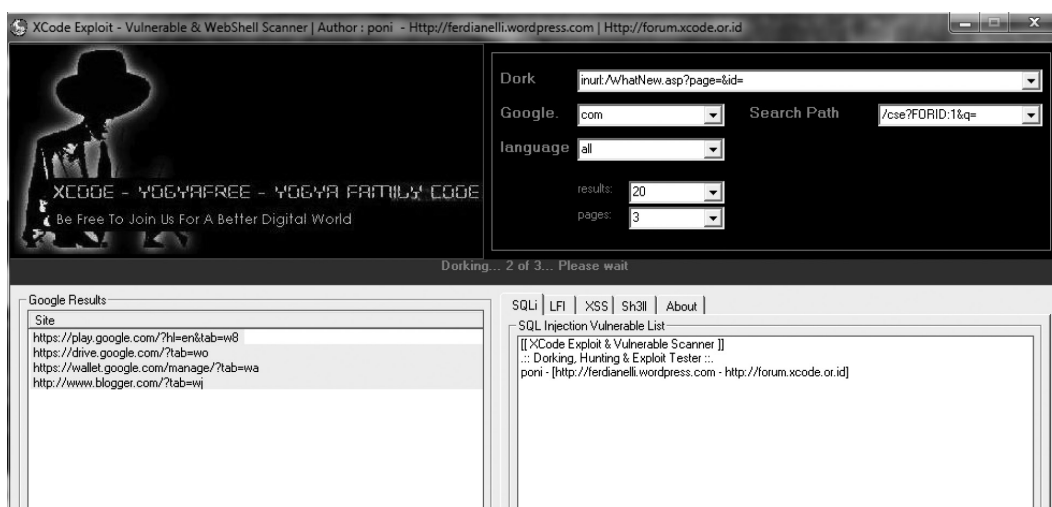 XCode Exploit - Vulnerable & WebShell Scanner | Author : poni - Http://ferdianelli.wordpress.com | Http://forum.xcode.or.id
XCODE - YOGYAFREE - YOGYA FAMILY CODE
Be Free To Join Us For A Better Digital World
Dork
inurl:/WhatNew.asp?page=&id=
Google.
com
Search Path
/cse?FORID:1&q=
language
all
results:
20
pages:
3
Dorking... 2 of 3... Please wait
Google Results
Site
https://play.google.com/?hl=en&tab=w8
https://drive.google.com/?tab=wo
https://wallet.google.com/manage/?tab=wa
http://www.blogger.com/?tab=wj
SQLi
LFI
XSS
Sh3ll
About
SQL Injection Vulnerable List
[[ XCode Exploit & Vulnerable Scanner ]]
.:: Dorking, Hunting & Exploit Tester ::.
poni - [http://ferdianelli.wordpress.com - http://forum.xcode.or.id]